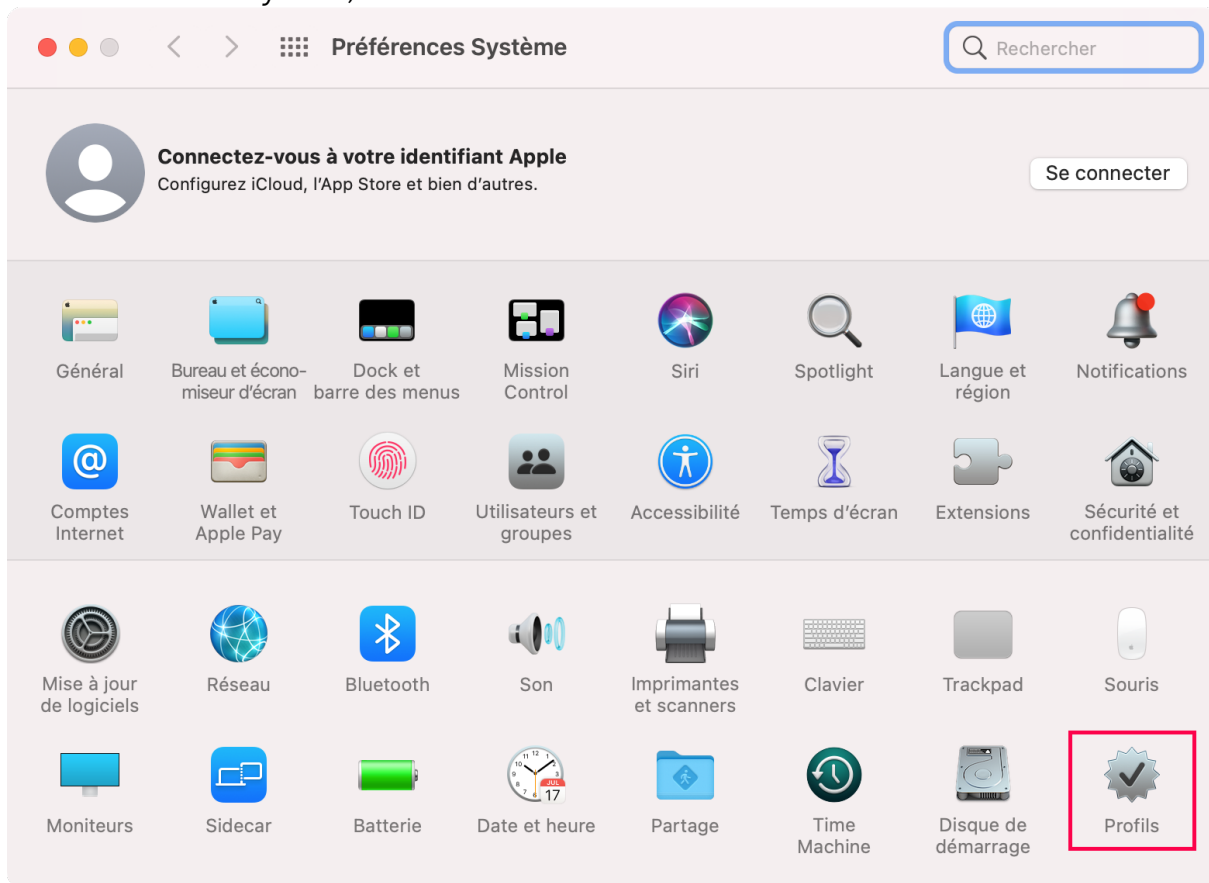 Préférences Système
Rechercher
Connectez-vous à votre identifiant Apple
Configurez iCloud, l'App Store et bien d'autres.
Se connecter
Général
Bureau et écono-
miseur d'écran
Dock et
barre des menus
Mission
Control
Siri
Spotlight
Langue et
région
Notifications
Comptes
Internet
Wallet et
Apple Pay
Touch ID
Utilisateurs et
groupes
Accessibilité
Temps d'écran
Extensions
Sécurité et
confidentialité
Mise à jour
de logiciels
Réseau
Bluetooth
Son
Imprimantes
et scanners
Clavier
Trackpad
Souris
Moniteurs
Sidecar
Batterie
JUL
17
Date et heure
Partage
Time
Machine
Disque de
démarrage
Profils